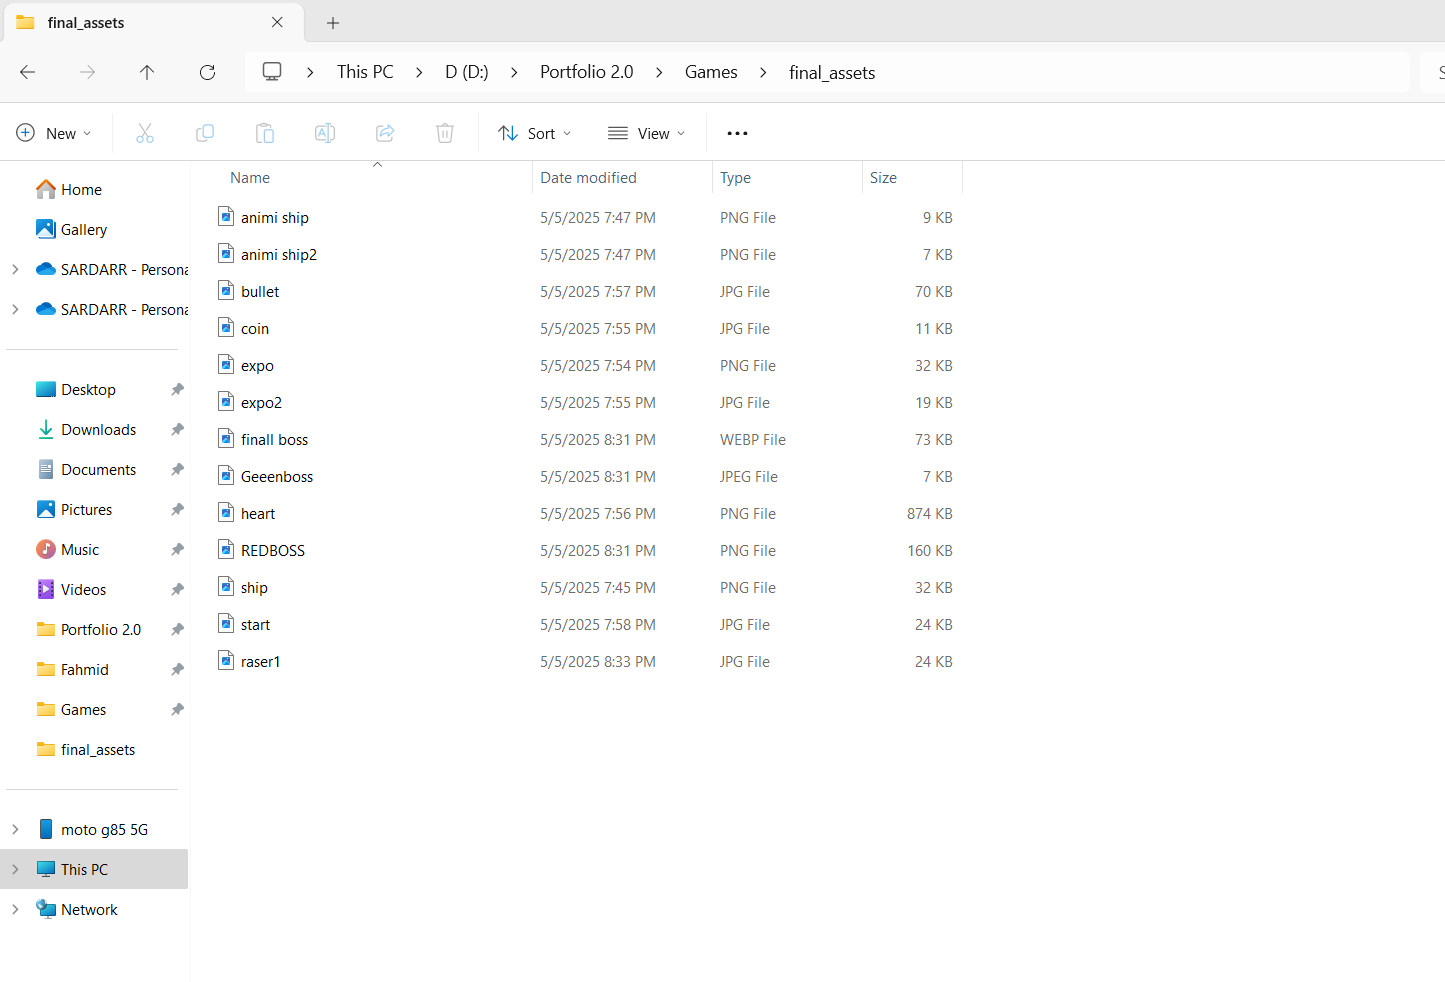 final_assets
This PC D (D:) Portfolio 2.0 Games final_assets
New Sort View
Name Date modified Type Size
Home
Gallery
SARDARR - Persona
SARDARR - Persona
Desktop
Downloads
Documents
Pictures
Music
Videos
Portfolio 2.0
Fahmid
Games
final_assets
moto g85 5G
This PC
Network
animi ship 5/5/2025 7:47 PM PNG File 9 KB
animi ship2 5/5/2025 7:47 PM PNG File 7 KB
bullet 5/5/2025 7:57 PM JPG File 70 KB
coin 5/5/2025 7:55 PM JPG File 11 KB
expo 5/5/2025 7:54 PM PNG File 32 KB
expo2 5/5/2025 7:55 PM JPG File 19 KB
finall boss 5/5/2025 8:31 PM WEBP File 73 KB
Geeenboss 5/5/2025 8:31 PM JPEG File 7 KB
heart 5/5/2025 7:56 PM PNG File 874 KB
REDBOSS 5/5/2025 8:31 PM PNG File 160 KB
ship 5/5/2025 7:45 PM PNG File 32 KB
start 5/5/2025 7:58 PM JPG File 24 KB
raser1 5/5/2025 8:33 PM JPG File 24 KB